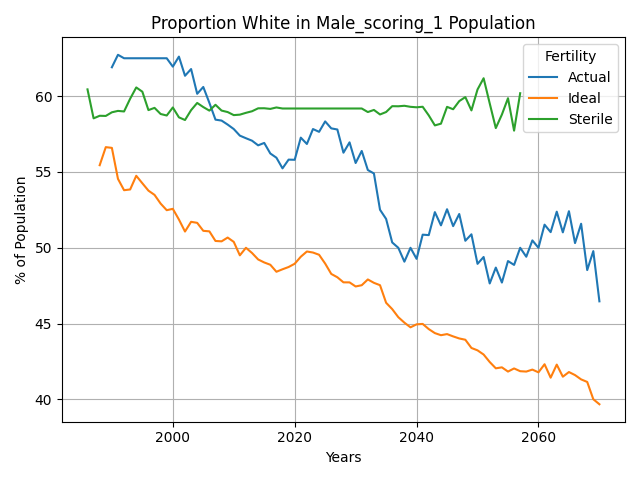 Proportion White in Male_scoring_1 Population
% of Population
60
55
50
45
40
2000
2020
2040
2060
Years
Fertility
Actual
Ideal
Sterile